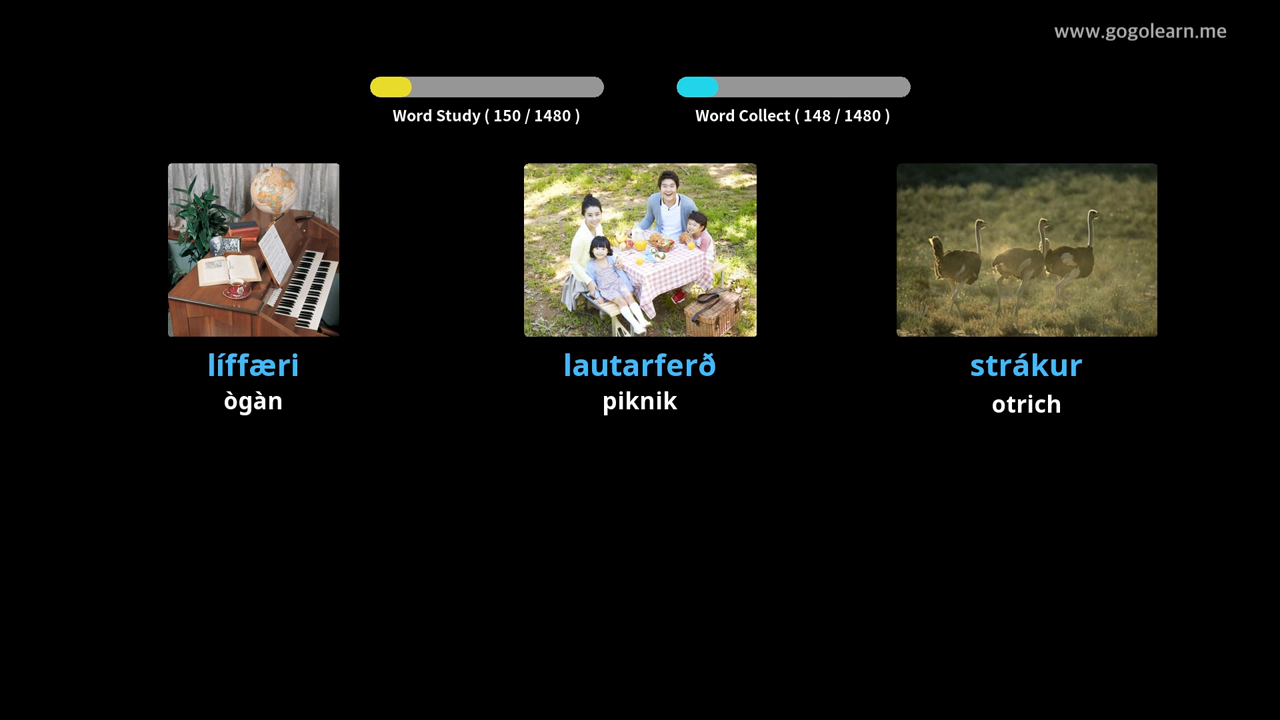 www.gogolearn.me
Word Study ( 150 / 1480 )
Word Collect ( 148 / 1480 )
líffæri
lautarferð
strákur
ògàn
piknik
otrich